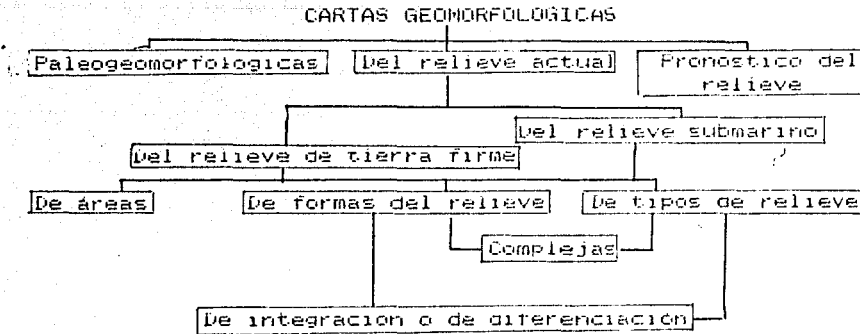 CARTAS GEOMORFOLOGICAS
Paleogeomorfologicas
Del relieve actual
Pronostico del
relieve
Del relieve submarino
Del relieve de tierra firme
De áreas
De formas del relieve
De tipos de relieve
Complejas
De integracion o de diferenciación